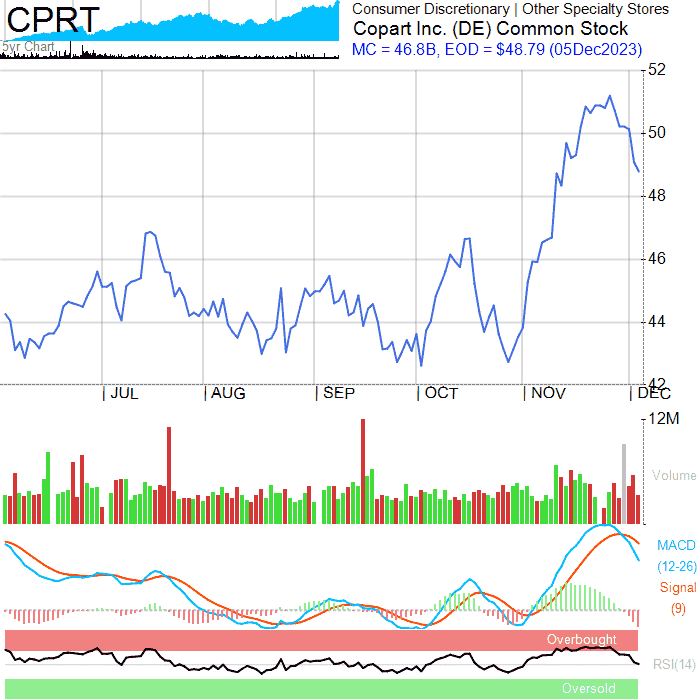 CPRT
5yr Chart
Consumer Discretionary | Other Specialty Stores
Copart Inc. (DE) Common Stock
MC = 46.8B, EOD = $48.79 (05Dec2023)
52
50
48
46
44
42
| JUL | AUG | SEP | OCT | NOV | DEC
12M
Volume
MACD
(12-26)
Signal
(9)
Overbought
RSI(14)
Oversold